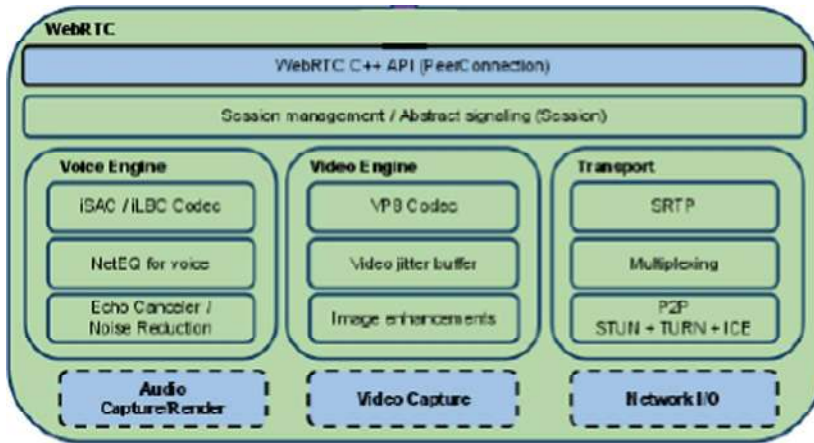 WebRTC
WebRTC C++ API (PeerConnection)
Session management / Abstract signaling (Session)
Voice Engine
iSAC / iLBC Codec
NetEQ for voice
Echo Canceler /
Noise Reduction
Video Engine
VP8 Codec
Video jitter buffer
Image enhancements
Transport
SRTP
Multiplexing
P2P
STUN + TURN + ICE
Audio
Capture/Render
Video Capture
Network I/O